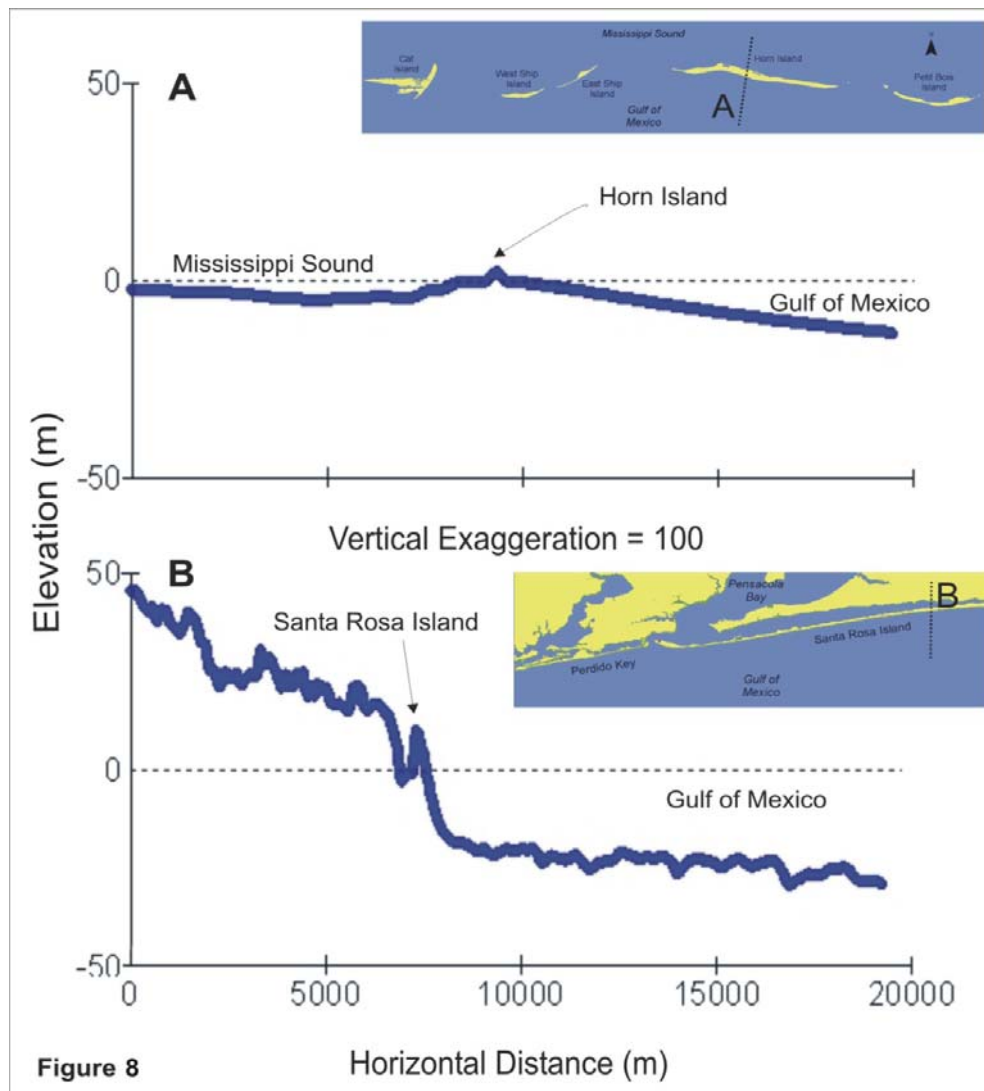 A
50
0
-50
Mississippi Sound
Cat
Island
West Ship
Island
East Ship
Island
Horn Island
Petit Bois
Island
Gulf of
Mexico
A
Horn Island
Mississippi Sound
Gulf of Mexico
Elevation (m)
Vertical Exaggeration = 100
B
50
0
-50
Pensacola
Bay
B
Santa Rosa Island
Perdido Key
Gulf of
Mexico
Santa Rosa Island
Gulf of Mexico
0 5000 10000 15000 20000
Figure 8
Horizontal Distance (m)